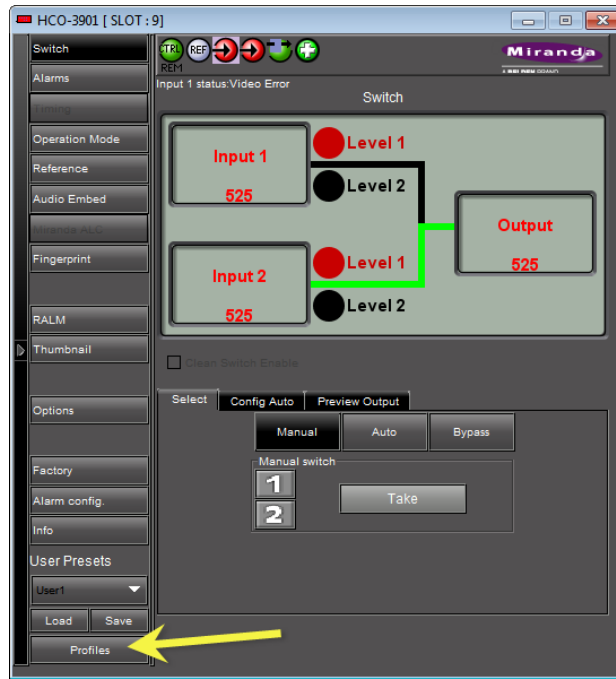 HCO-3901 [ SLOT : 9]
Switch
Alarms
Timing
Operation Mode
Reference
Audio Embed
Miranda ALC
Fingerprint
RALM
Thumbnail
Options
Factory
Alarm config.
Info
User Presets
User1
Load Save
Profiles
CTRL REF
REM
Miranda
Input 1 status:Video Error
Switch
Input 1
525
Level 1
Level 2
Input 2
525
Level 1
Level 2
Output
525
Clean Switch Enable
Select Config Auto Preview Output
Manual Auto Bypass
Manual switch
1
2
Take